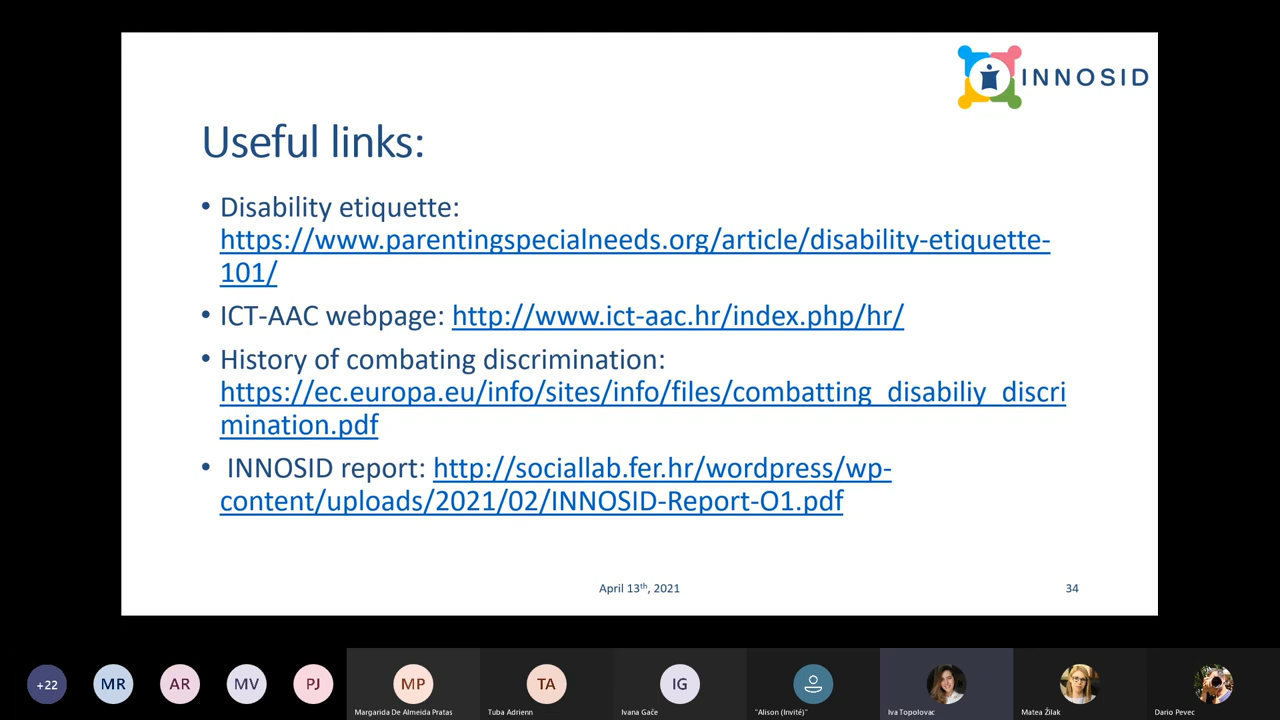 INNOSID
Useful links:
• Disability etiquette:
https://www.parentingspecialneeds.org/article/disability-etiquette-
101/
• ICT-AAC webpage: http://www.ict-aac.hr/index.php/hr/
• History of combating discrimination:
https://ec.europa.eu/info/sites/info/files/combatting_disabiliy_discri
mination.pdf
• INNOSID report: http://sociallab.fer.hr/wordpress/wp-
content/uploads/2021/02/INNOSID-Report-O1.pdf
April 13th, 2021
34
+22
MR
AR
MV
PJ
MP
TA
IG
Margarida De Almeida Pratas
Tuba Adrienn
Ivana Gače
"Alison (Invité)"
Iva Topolovac
Matea Žilak
Dario Pevec